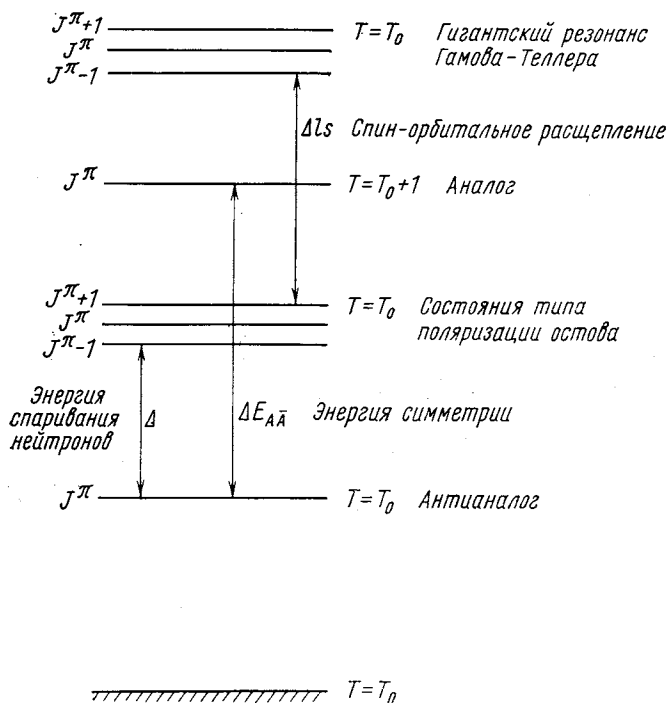 J^π+1 T=T₀ Гигантский резонанс
J^π Гамова-Теллера
J^π-1
Δls Спин-орбитальное расщепление
J^π T=T₀+1 Аналог
J^π+1 T=T₀ Состояния типа
J^π поляризации остова
J^π-1
Энергия
спаривания
нейтронов
Δ
ΔE_AĀ Энергия симметрии
J^π T=T₀ Антианалог
T=T₀